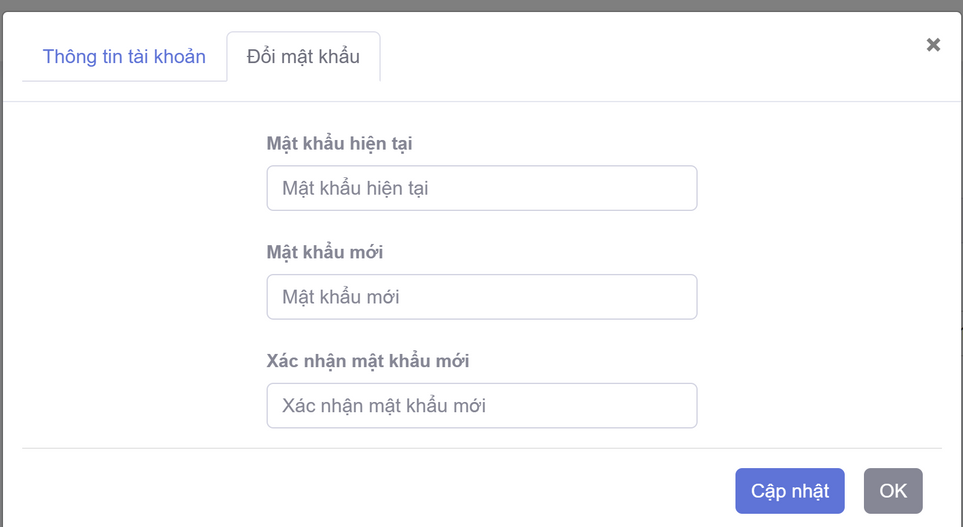 Thông tin tài khoản Đổi mật khẩu ×
Mật khẩu hiện tại
Mật khẩu hiện tại
Mật khẩu mới
Mật khẩu mới
Xác nhận mật khẩu mới
Xác nhận mật khẩu mới
Cập nhật OK